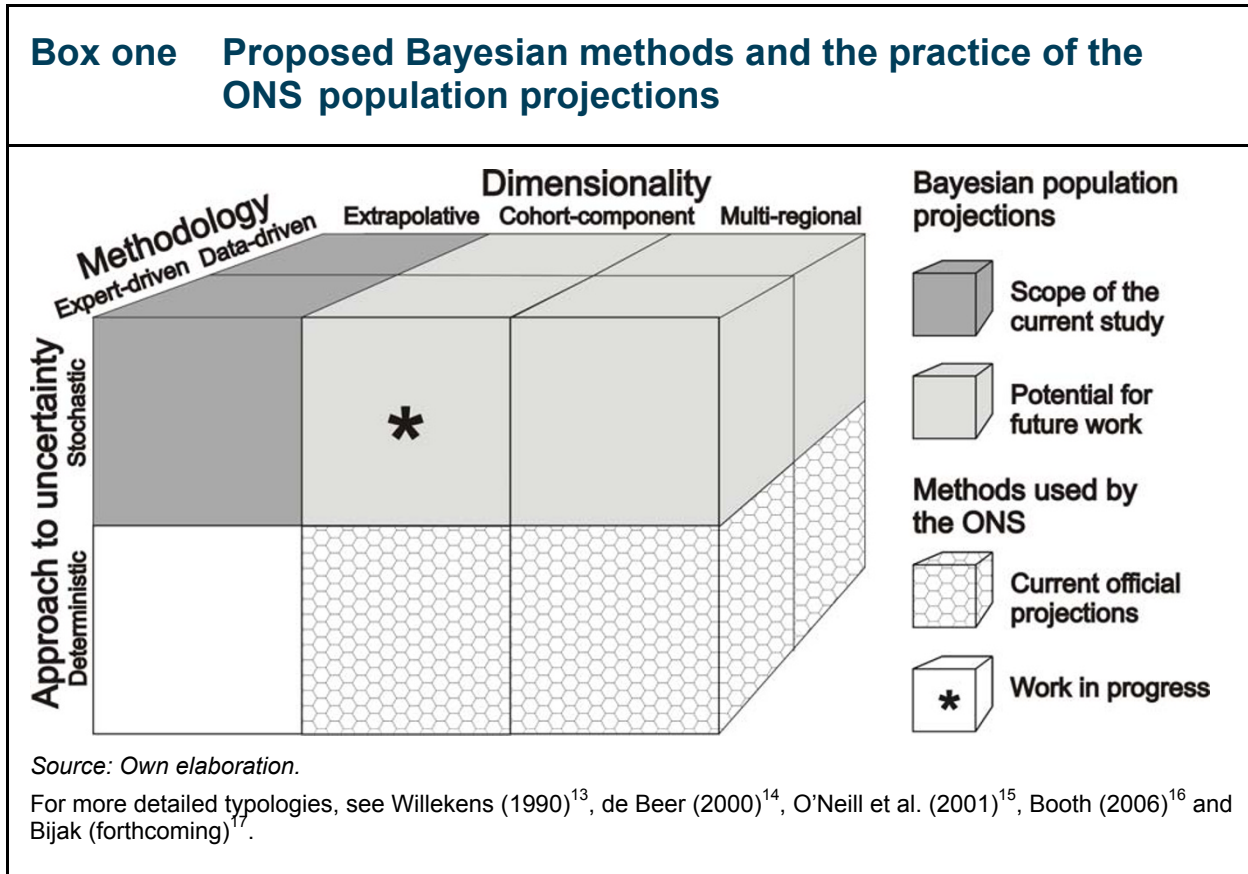 Box one Proposed Bayesian methods and the practice of the
ONS population projections
Dimensionality
Extrapolative Cohort-component Multi-regional
Methodology
Expert-driven Data-driven
Approach to uncertainty
Stochastic
Deterministic
*
Bayesian population
projections
Scope of the
current study
Potential for
future work
Methods used by
the ONS
Current official
projections
*
Work in progress
Source: Own elaboration.
For more detailed typologies, see Willekens (1990)13, de Beer (2000)14, O'Neill et al. (2001)15, Booth (2006)16 and
Bijak (forthcoming)17.